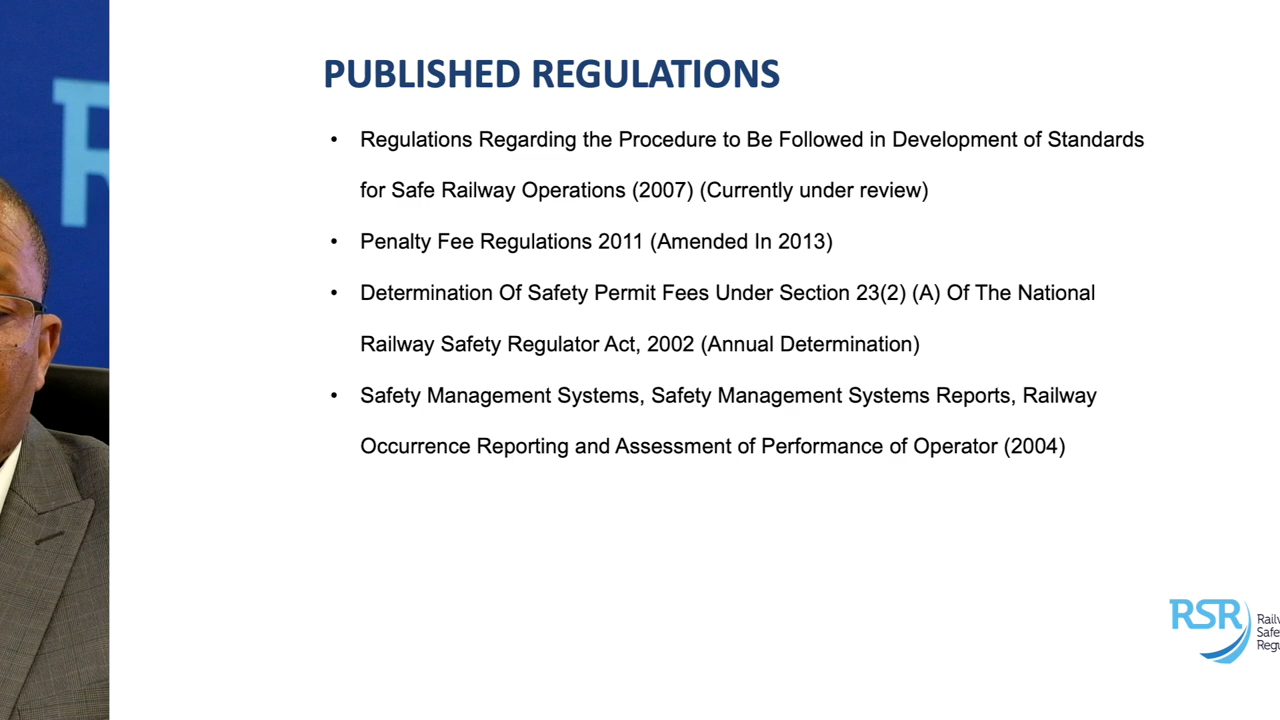 PUBLISHED REGULATIONS
• Regulations Regarding the Procedure to Be Followed in Development of Standards
for Safe Railway Operations (2007) (Currently under review)
• Penalty Fee Regulations 2011 (Amended In 2013)
• Determination Of Safety Permit Fees Under Section 23(2) (A) Of The National
Railway Safety Regulator Act, 2002 (Annual Determination)
• Safety Management Systems, Safety Management Systems Reports, Railway
Occurrence Reporting and Assessment of Performance of Operator (2004)
RSR